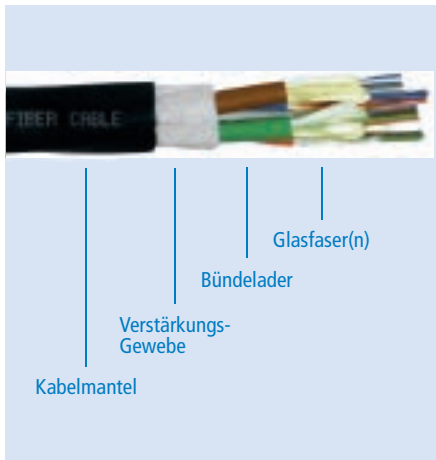 FIBER CABLE
Glasfaser(n)
Bündelader
Verstärkungs-
Gewebe
Kabelmantel